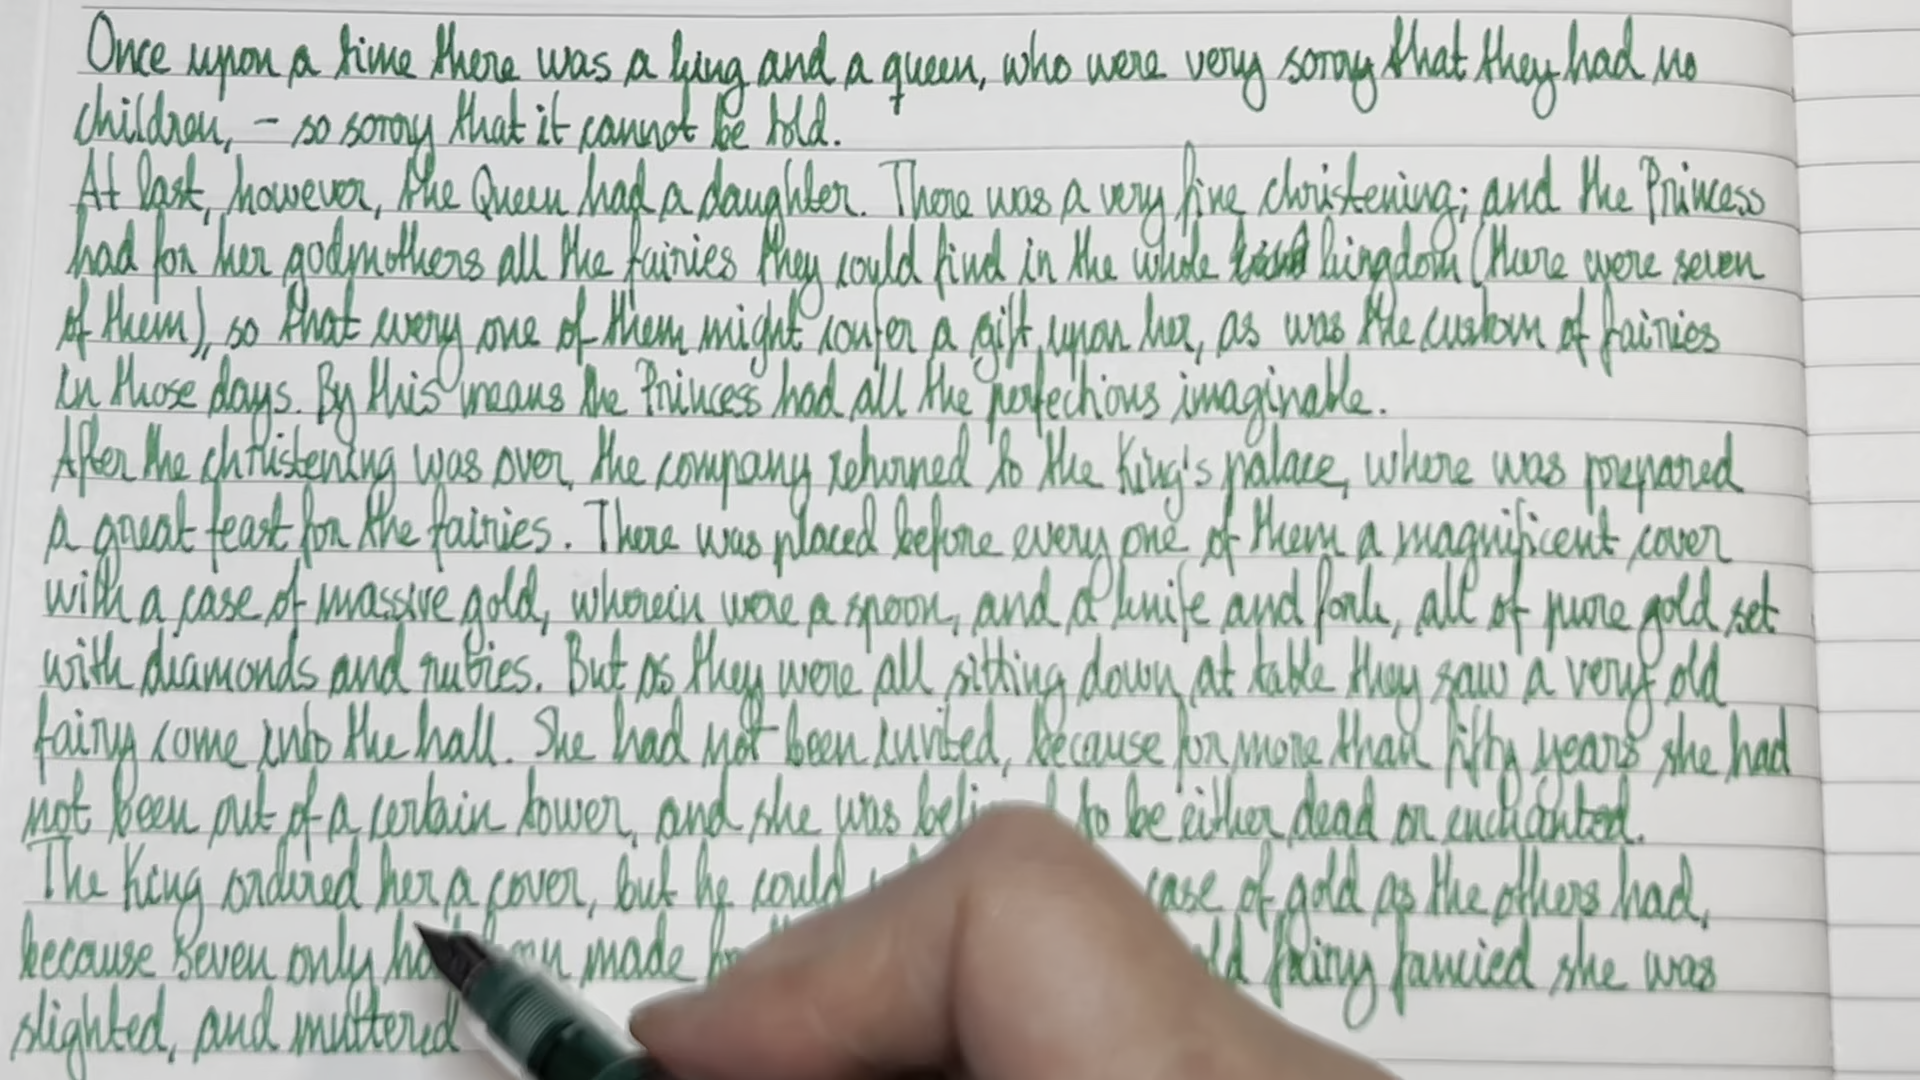 Once upon a time there was a king and a queen, who were very sorry that they had no
children, - so sorry that it cannot be told.
At last, however, the Queen had a daughter. There was a very fine christening; and the Princess
had for her godmothers all the fairies they could find in the whole kingdom (there were seven
of them), so that every one of them might confer a gift upon her, as was the custom of fairies
in those days. By this means the Princess had all the perfections imaginable.
After the christening was over, the company returned to the King's palace, where was prepared
a great feast for the fairies. There was placed before every one of them a magnificent cover
with a case of massive gold, wherein were a spoon, and a knife and fork, all of pure gold set
with diamonds and rubies. But as they were all sitting down at table they saw a very old
fairy come into the hall. She had not been invited, because for more than fifty years she had
not been out of a certain tower, and she was to be either dead or enchanted.
The King ordered her a cover, but he could case of gold as the others had,
because seven only made fairy fancied she was
slighted, and muttered